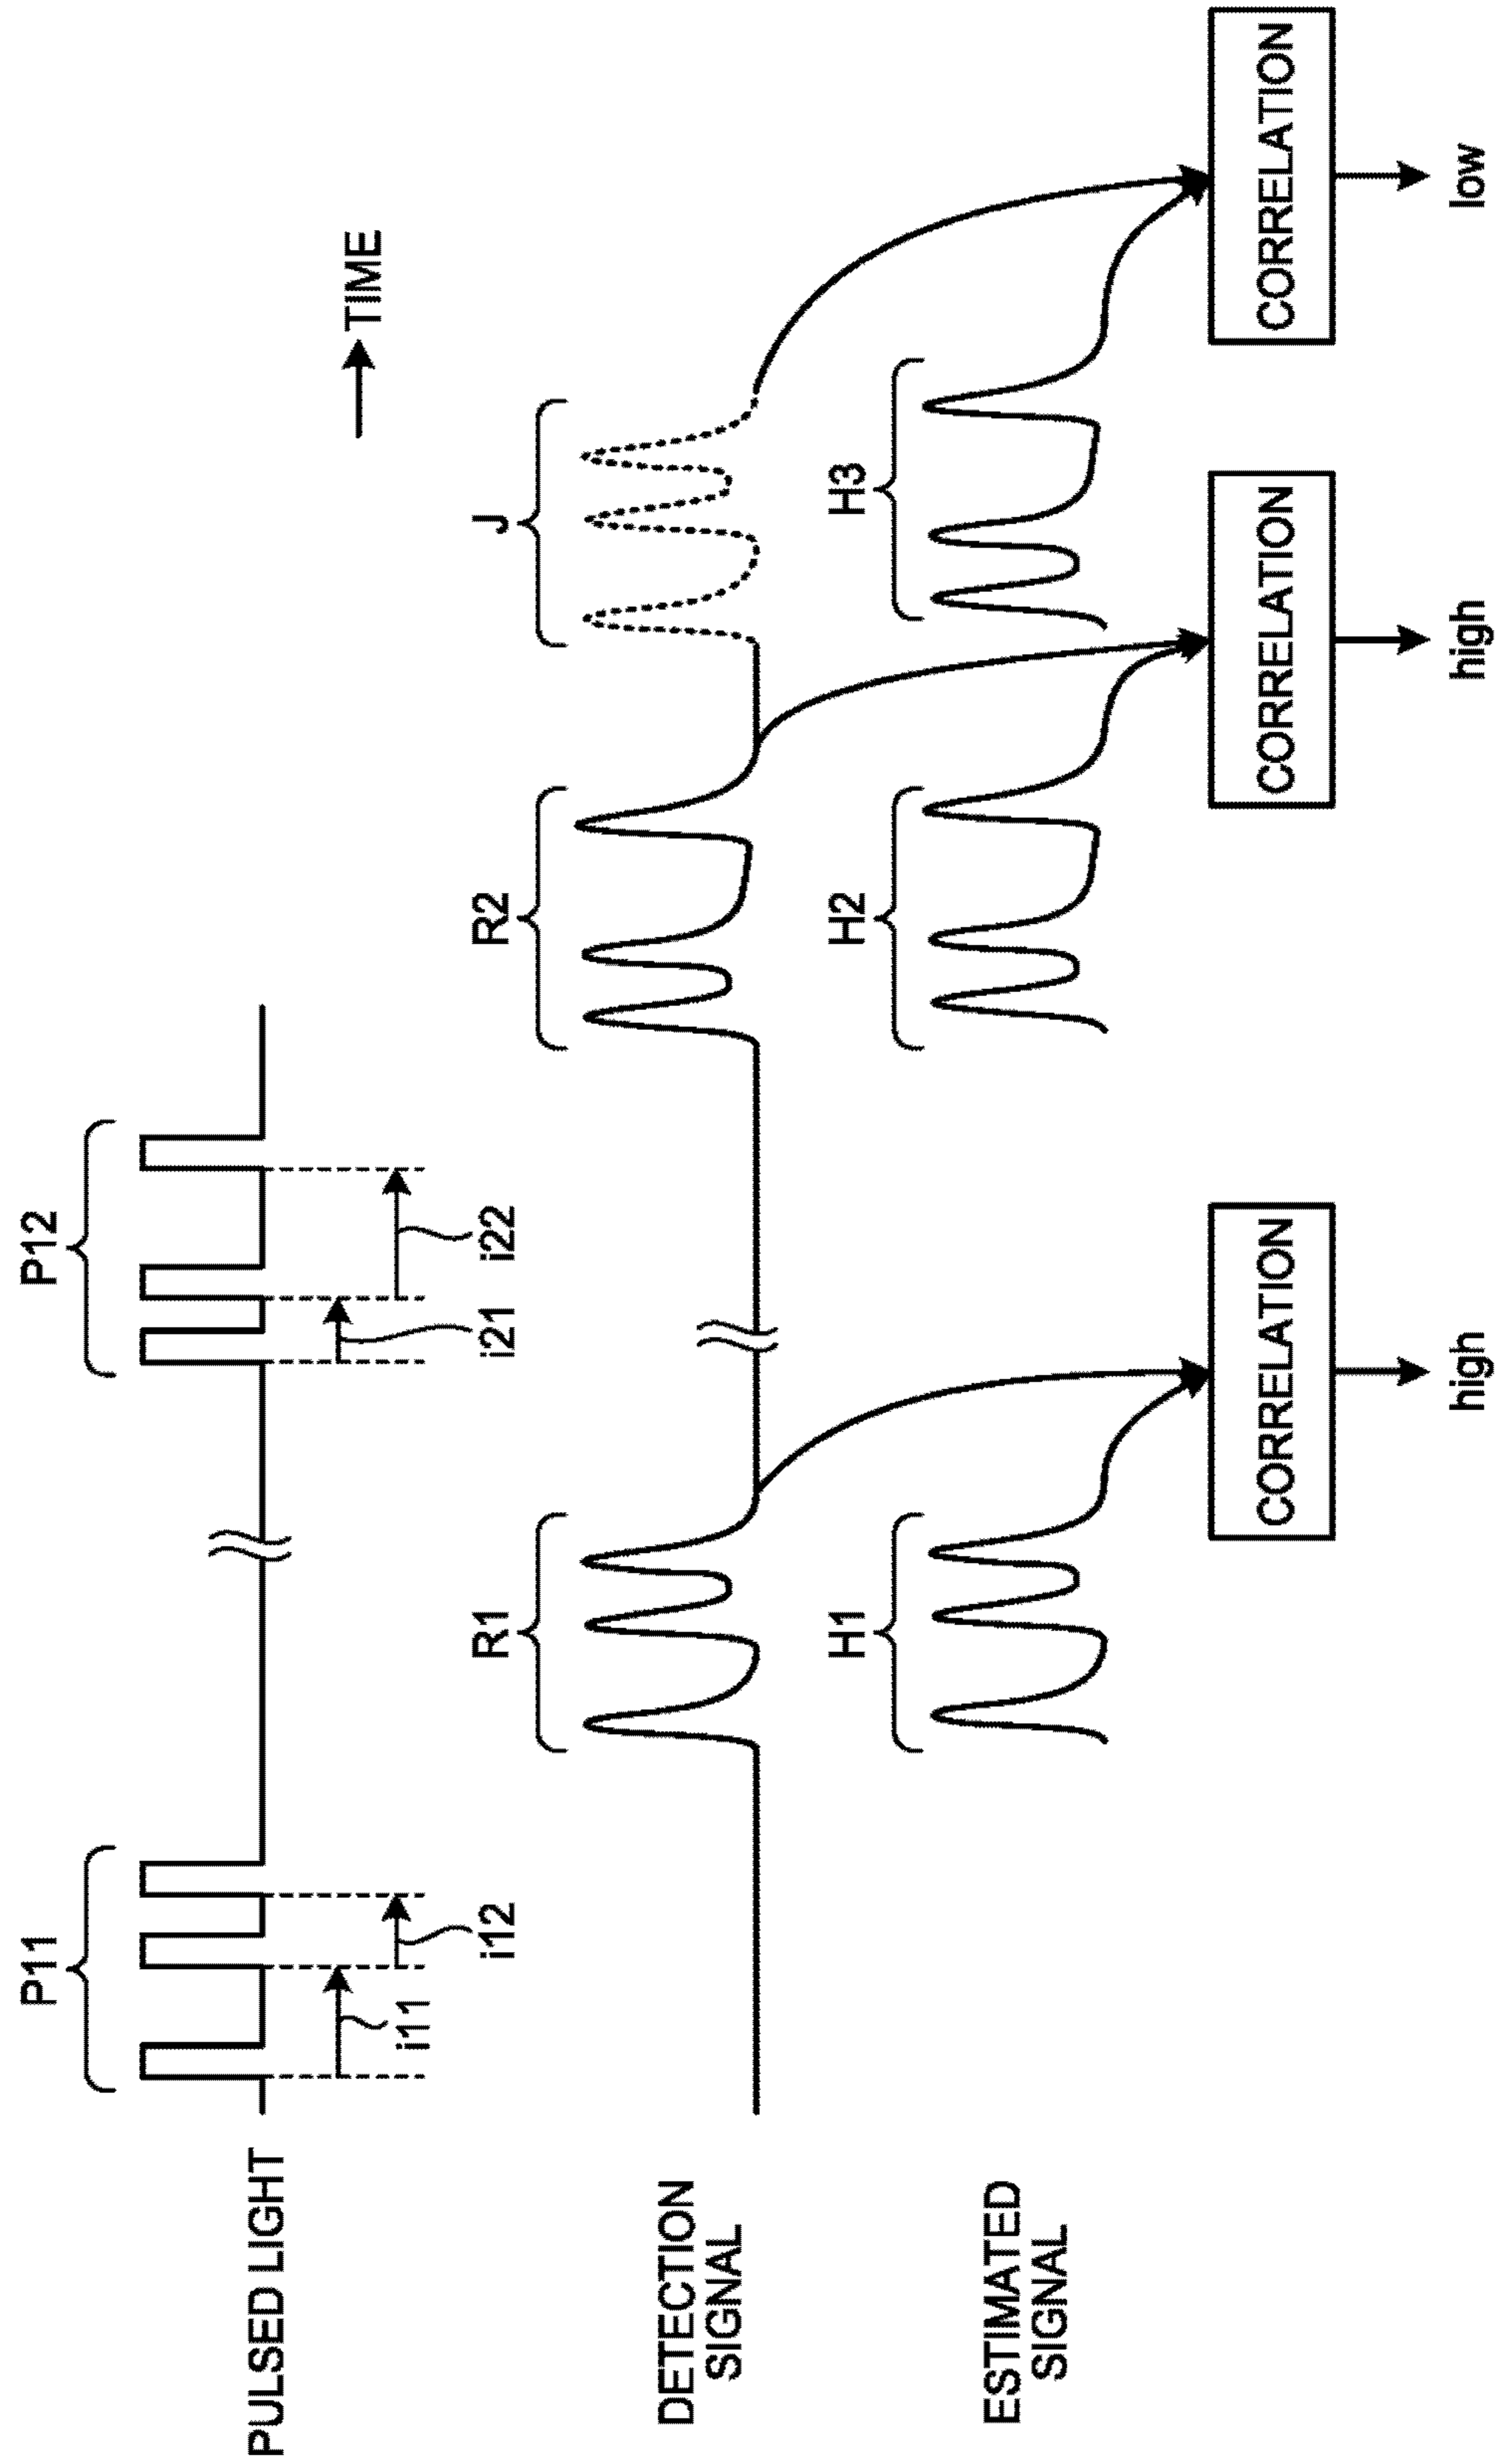 PULSED LIGHT
P11
P12
i11
i12
i21
i22
TIME
DETECTION
SIGNAL
R1
R2
J
ESTIMATED
SIGNAL
H1
H2
H3
CORRELATION
CORRELATION
CORRELATION
high
high
low